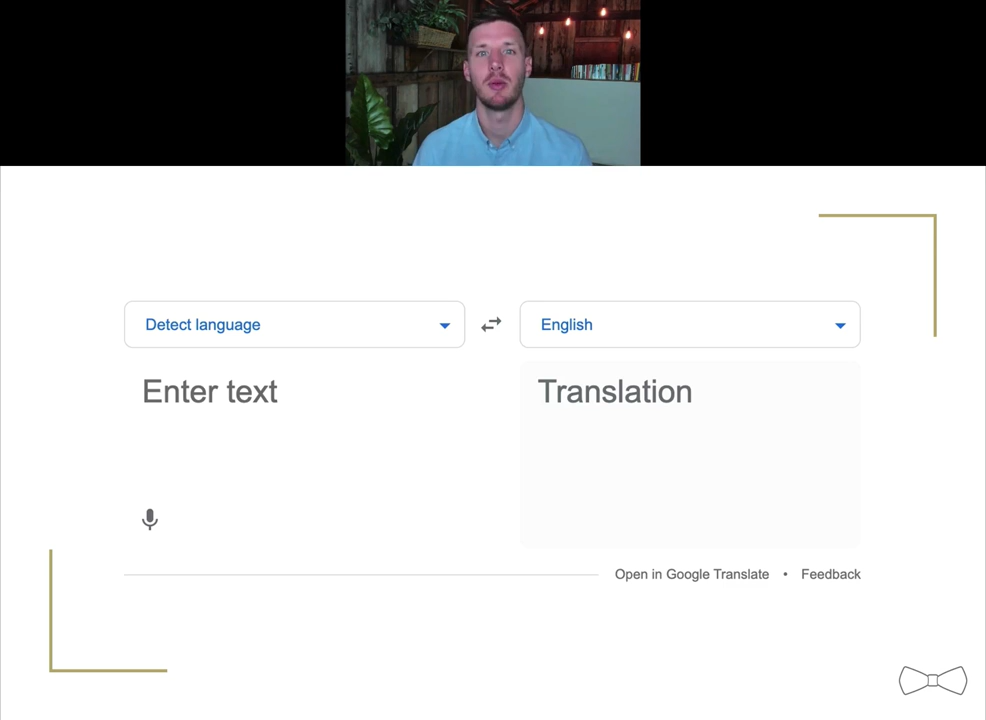 Detect language
English
Enter text
Translation
Open in Google Translate • Feedback